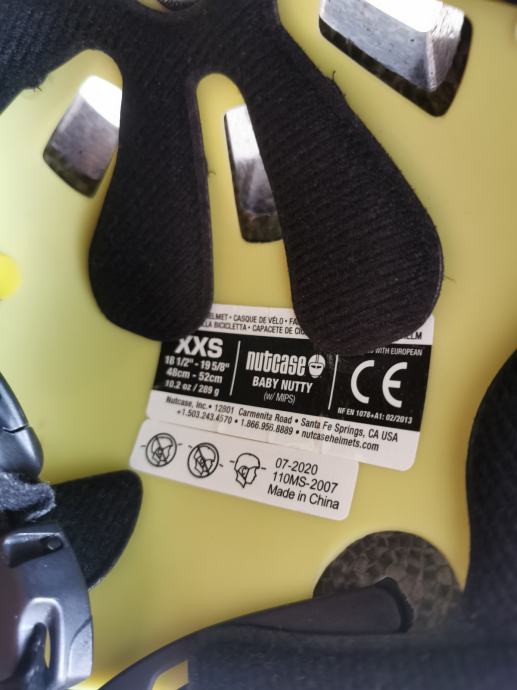 HELMET • CASQUE DE VÉLO • FA
LLA BICICLETTA • CAPACETE DE CIC
LM
XXS
18 1/2" - 19 5/8"
48cm - 52cm
10.2 oz / 289 g
nutcase
BABY NUTTY
(w/ MIPS)
WITH EUROPEAN
CE
NF EN 1078+A1: 02/2013
Nutcase, Inc. • 12801 Carmenita Road • Santa Fe Springs, CA USA
+1.503.243.4570 • 1.866.956.8889 • nutcasehelmets.com
07-2020
110MS-2007
Made in China